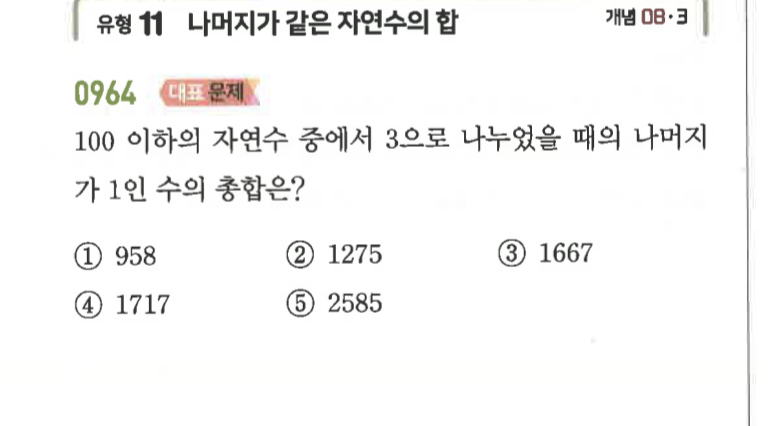 유형 11 나머지가 같은 자연수의 합 개념 08·3
0964 대표 문제
100 이하의 자연수 중에서 3으로 나누었을 때의 나머지
가 1인 수의 총합은?
① 958 ② 1275 ③ 1667
④ 1717 ⑤ 2585